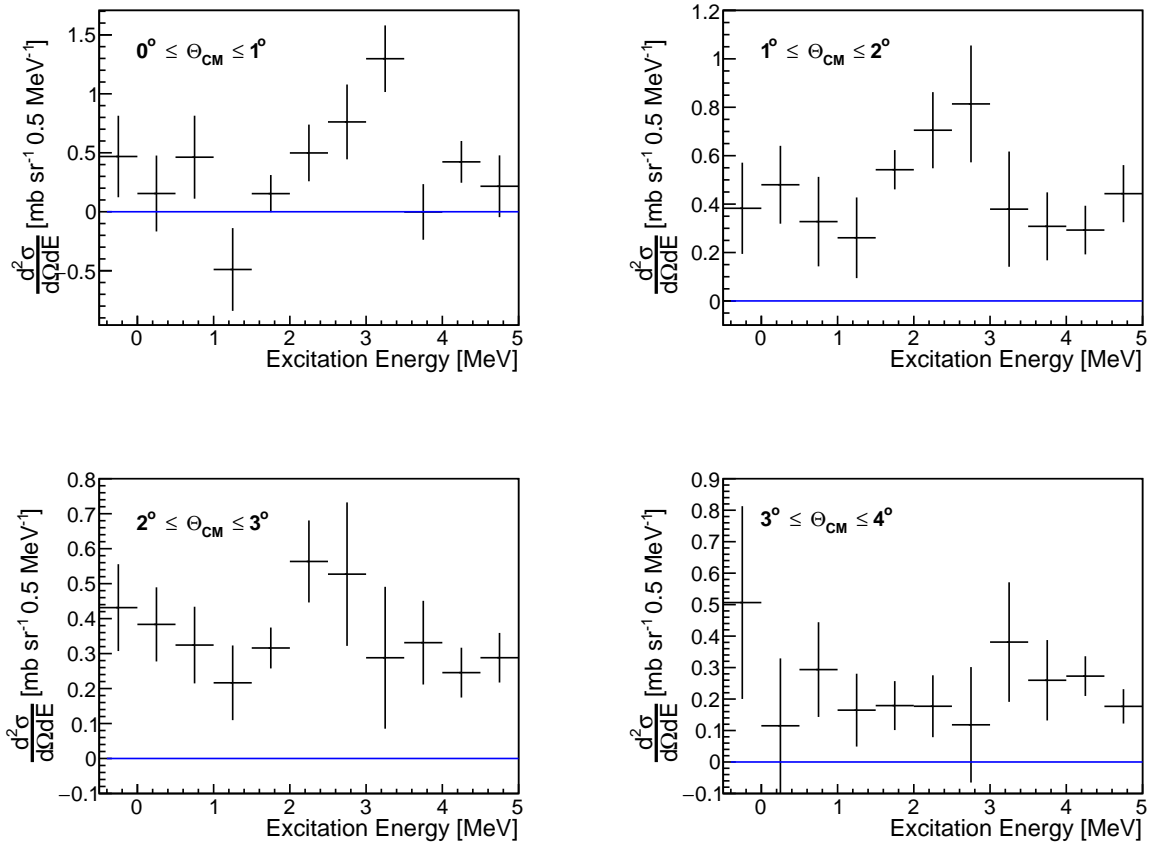 0° ≤ Θ_CM ≤ 1°
1.5
1
0.5
0
−0.5
d²σ/dΩdE [mb sr⁻¹ 0.5 MeV⁻¹]
0 1 2 3 4 5
Excitation Energy [MeV]
1° ≤ Θ_CM ≤ 2°
1.2
1
0.8
0.6
0.4
0.2
0
d²σ/dΩdE [mb sr⁻¹ 0.5 MeV⁻¹]
0 1 2 3 4 5
Excitation Energy [MeV]
2° ≤ Θ_CM ≤ 3°
0.8
0.7
0.6
0.5
0.4
0.3
0.2
0.1
0
−0.1
d²σ/dΩdE [mb sr⁻¹ 0.5 MeV⁻¹]
0 1 2 3 4 5
Excitation Energy [MeV]
3° ≤ Θ_CM ≤ 4°
0.9
0.8
0.7
0.6
0.5
0.4
0.3
0.2
0.1
0
−0.1
d²σ/dΩdE [mb sr⁻¹ 0.5 MeV⁻¹]
0 1 2 3 4 5
Excitation Energy [MeV]